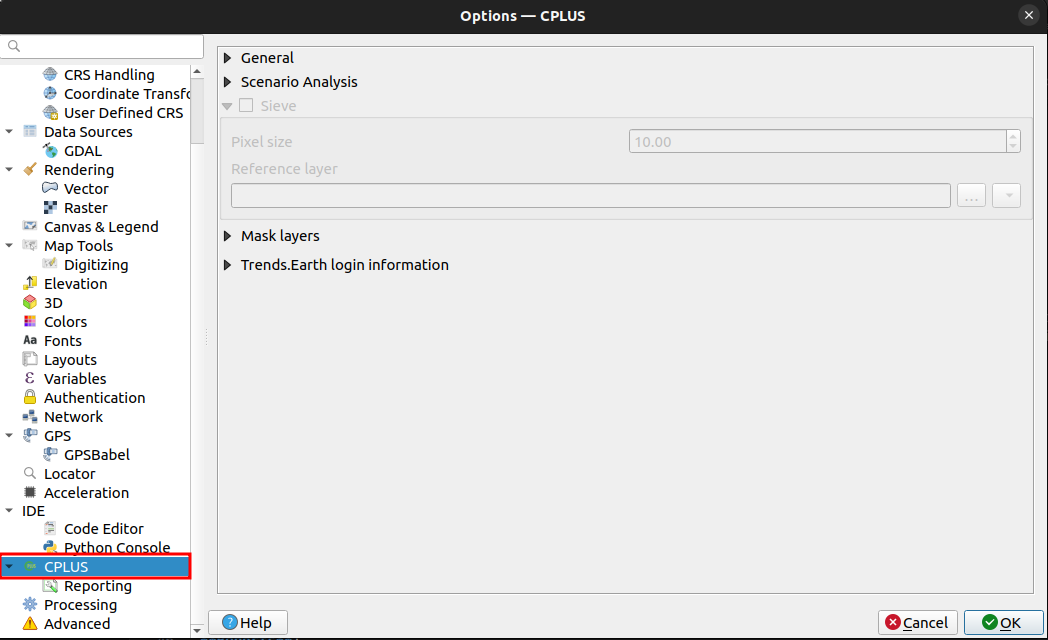 Options — CPLUS
CRS Handling
Coordinate Transfo
User Defined CRS
Data Sources
GDAL
Rendering
Vector
Raster
Canvas & Legend
Map Tools
Digitizing
Elevation
3D
Colors
Aa Fonts
Layouts
ε Variables
Authentication
Network
GPS
GPSBabel
Locator
Acceleration
IDE
Code Editor
Python Console
CPLUS
Reporting
Processing
Advanced
General
Scenario Analysis
Sieve
Pixel size
10.00
Reference layer
...
Mask layers
Trends.Earth login information
Help
Cancel
OK